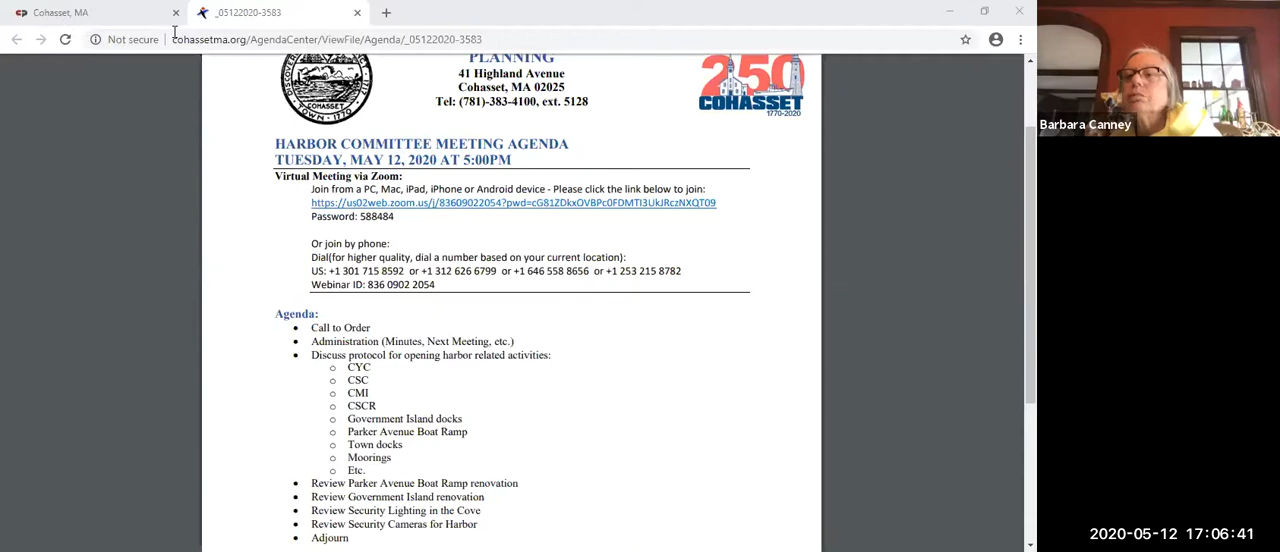 Cohasset, MA
_05122020-3583
Not secure
cohassetma.org/AgendaCenter/ViewFile/Agenda/_05122020-3583
PLANNING
41 Highland Avenue
Cohasset, MA 02025
Tel: (781)-383-4100, ext. 5128
COHASSET
TOWN 1770
250
COHASSET
1770-2020
HARBOR COMMITTEE MEETING AGENDA
TUESDAY, MAY 12, 2020 AT 5:00PM
Virtual Meeting via Zoom:
Join from a PC, Mac, iPad, iPhone or Android device - Please click the link below to join:
https://us02web.zoom.us/j/83609022054?pwd=cG81ZDkxOVBPc0FDMTI3UkJRczNXQT09
Password: 588484
Or join by phone:
Dial(for higher quality, dial a number based on your current location):
US: +1 301 715 8592 or +1 312 626 6799 or +1 646 558 8656 or +1 253 215 8782
Webinar ID: 836 0902 2054
Agenda:
• Call to Order
• Administration (Minutes, Next Meeting, etc.)
• Discuss protocol for opening harbor related activities:
o CYC
o CSC
o CMI
o CSCR
o Government Island docks
o Parker Avenue Boat Ramp
o Town docks
o Moorings
o Etc.
• Review Parker Avenue Boat Ramp renovation
• Review Government Island renovation
• Review Security Lighting in the Cove
• Review Security Cameras for Harbor
• Adjourn
Barbara Canney
2020-05-12 17:06:41